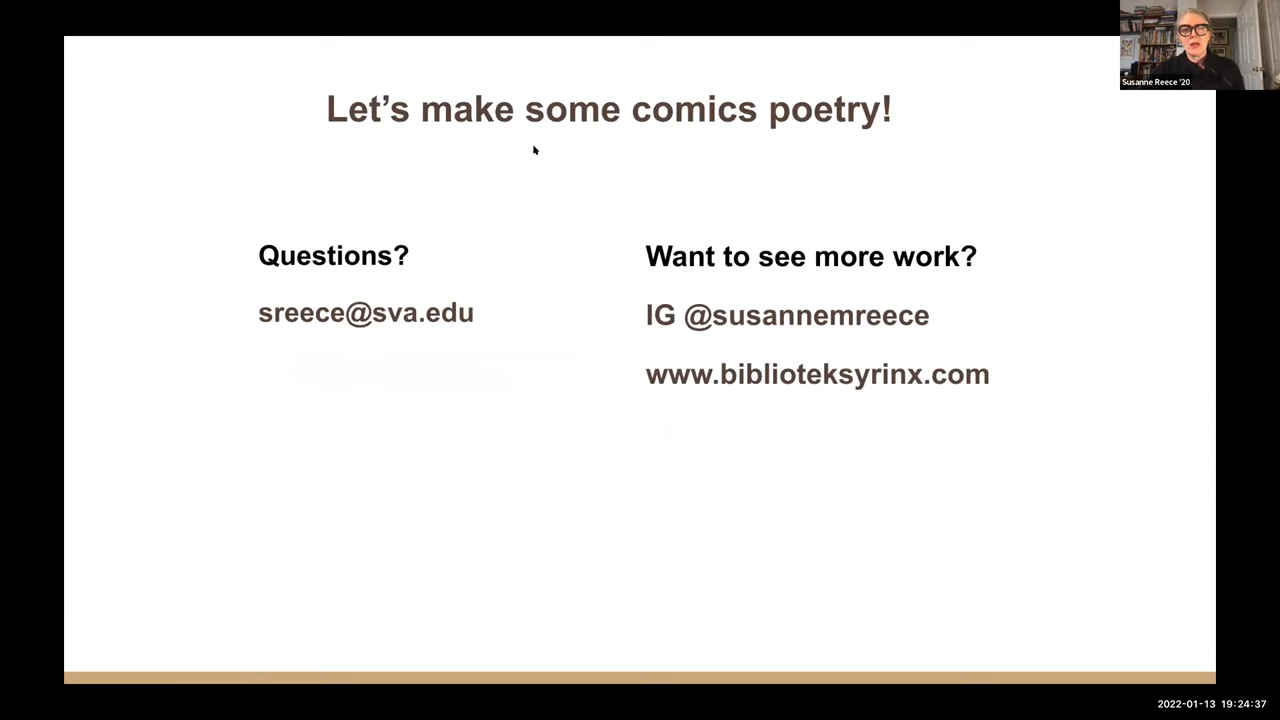 Susanne Reece '20
Let's make some comics poetry!
Questions?
sreece@sva.edu
Want to see more work?
IG @susannemreece
www.biblioteksyrinx.com
2022-01-13 19:24:37